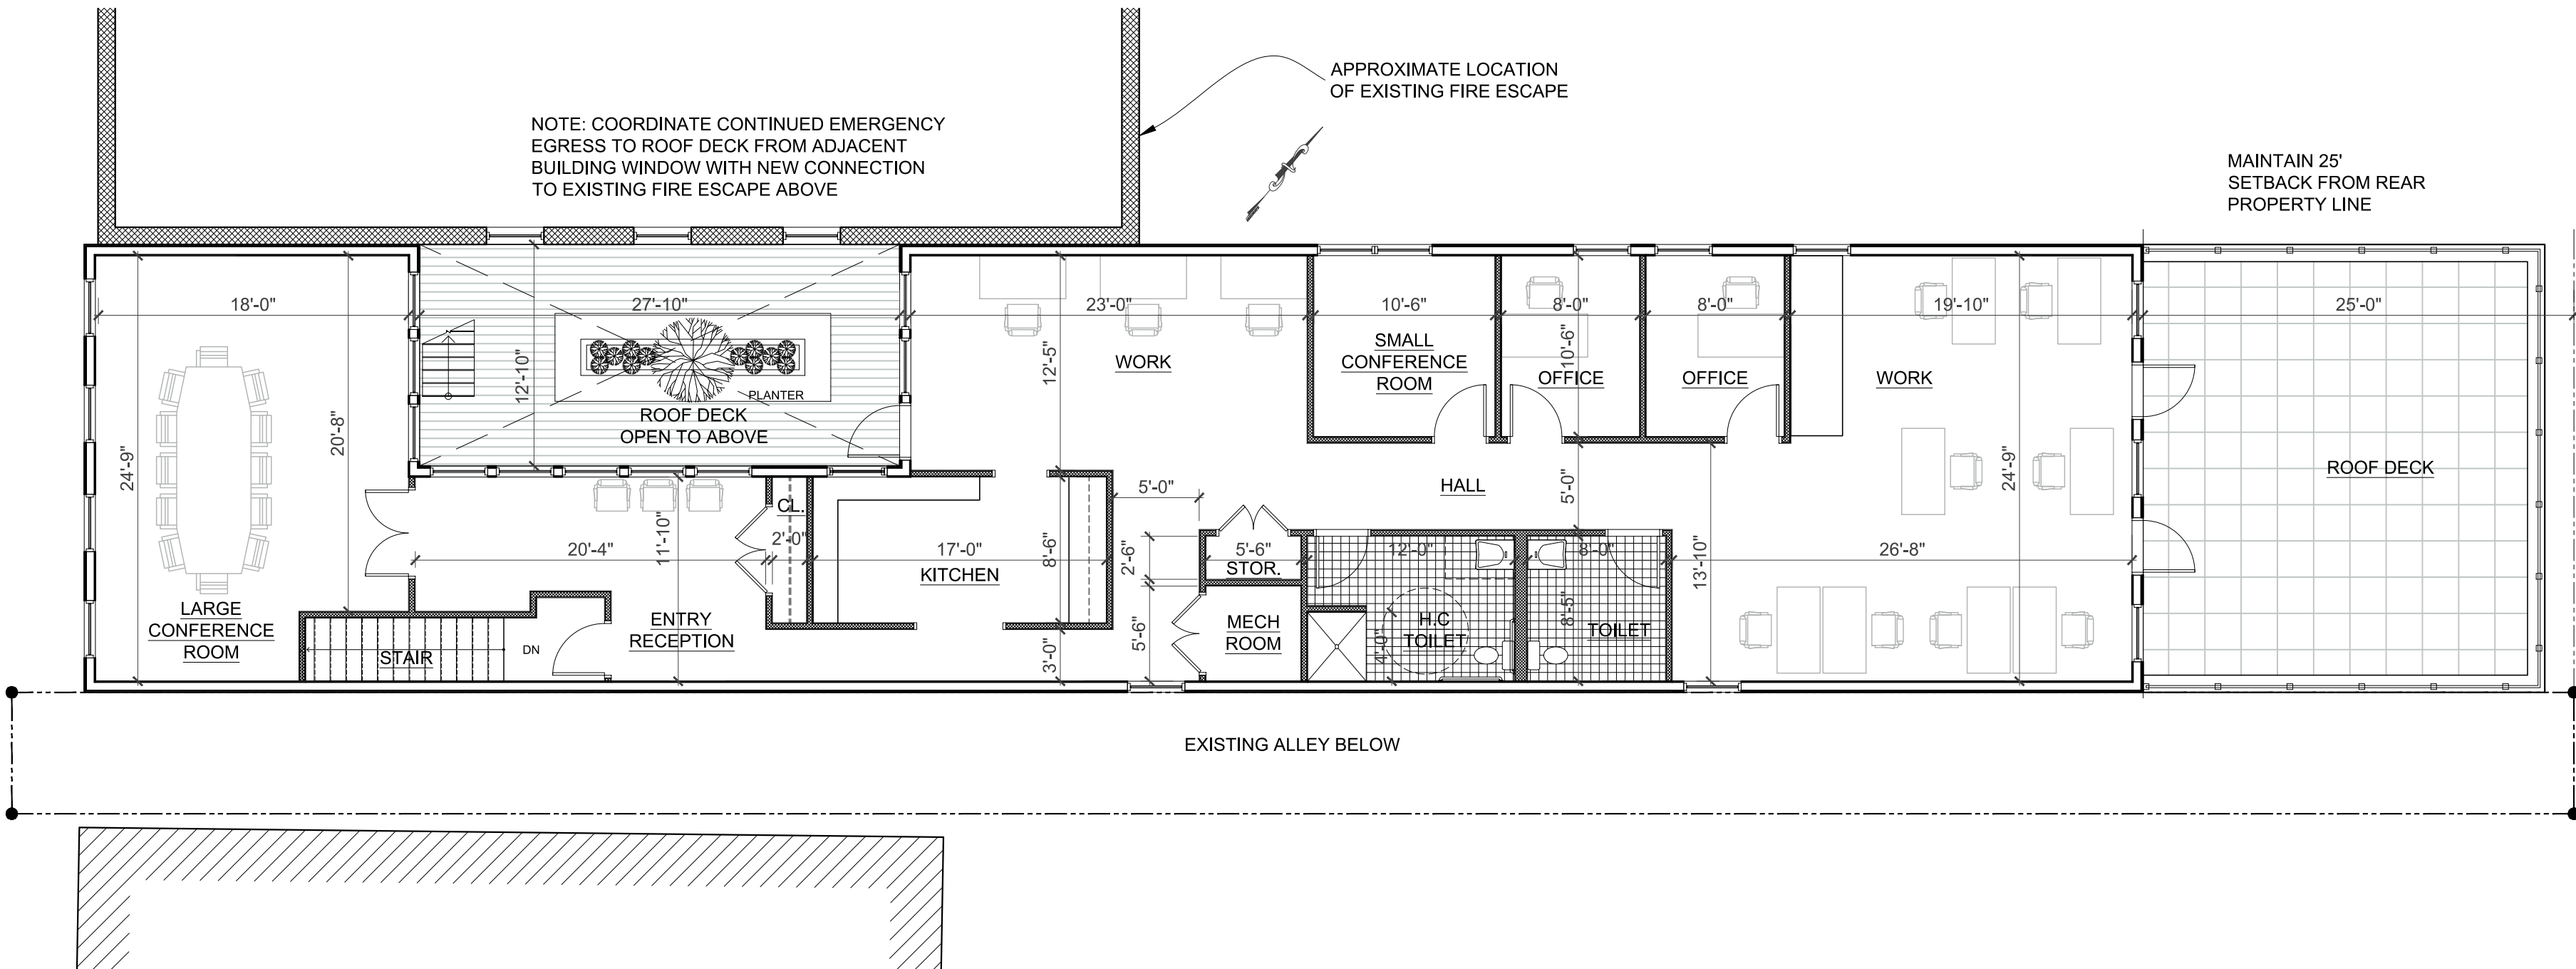 APPROXIMATE LOCATION
OF EXISTING FIRE ESCAPE
NOTE: COORDINATE CONTINUED EMERGENCY
EGRESS TO ROOF DECK FROM ADJACENT
BUILDING WINDOW WITH NEW CONNECTION
TO EXISTING FIRE ESCAPE ABOVE
MAINTAIN 25'
SETBACK FROM REAR
PROPERTY LINE
18'-0"
27'-10"
23'-0"
10'-6"
8'-0"
8'-0"
19'-10"
25'-0"
24'-9"
20'-8"
12'-10"
12'-5"
10'-6"
24'-9"
PLANTER
ROOF DECK
OPEN TO ABOVE
WORK
SMALL
CONFERENCE
ROOM
OFFICE
OFFICE
WORK
ROOF DECK
HALL
5'-0"
5'-0"
CL.
20'-4"
11'-10"
2'-0"
17'-0"
KITCHEN
8'-6"
2'-6"
5'-6"
STOR.
12'-0"
8'-0"
13'-10"
26'-8"
LARGE
CONFERENCE
ROOM
STAIR
DN
ENTRY
RECEPTION
3'-0"
5'-6"
MECH
ROOM
4'-0"
H.C
TOILET
8'-5"
TOILET
EXISTING ALLEY BELOW